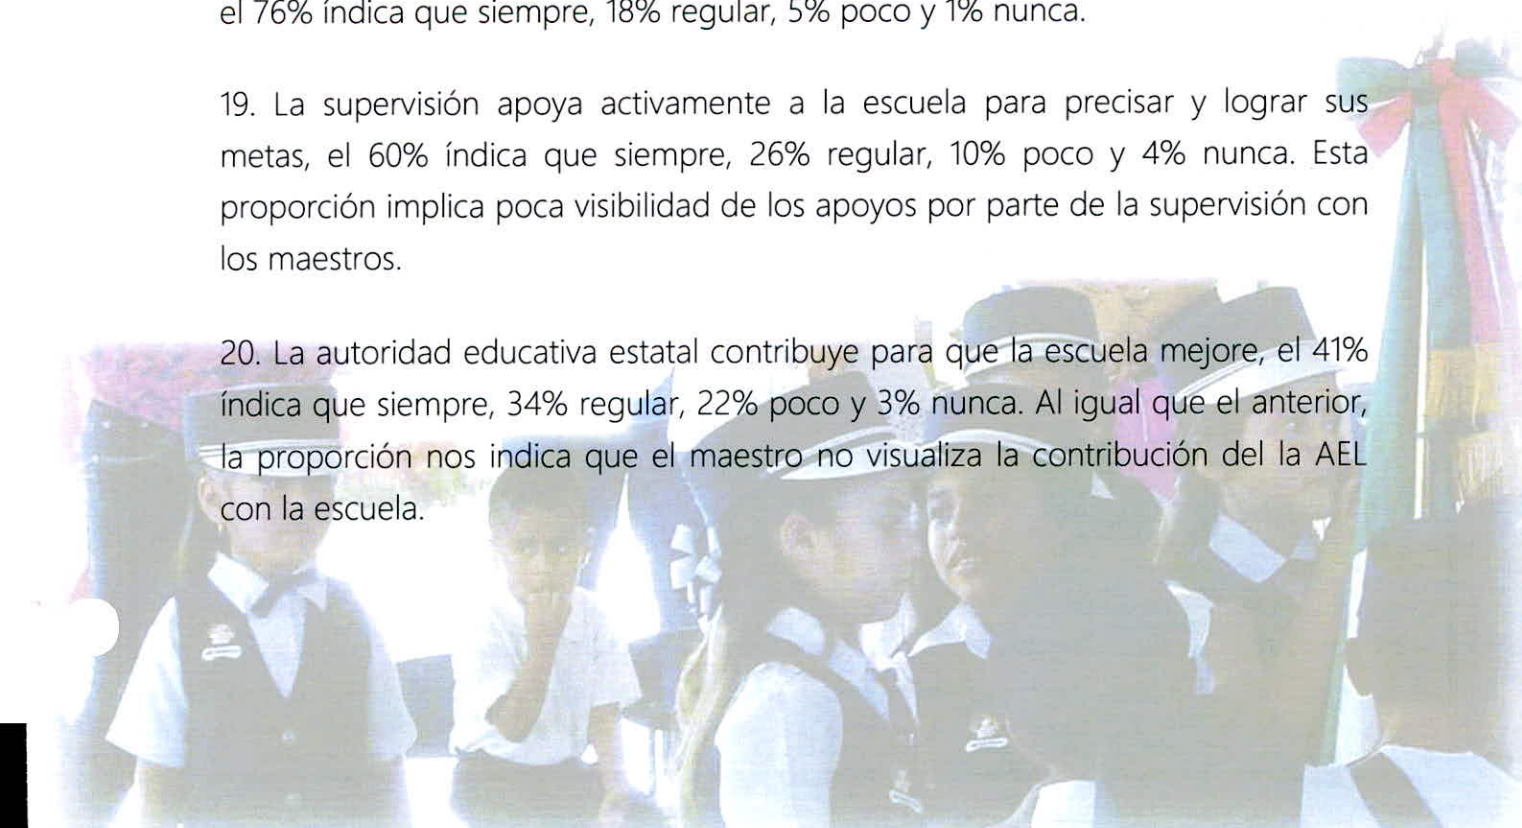 el 76% índica que siempre, 18% regular, 5% poco y 1% nunca.
19. La supervisión apoya activamente a la escuela para precisar y lograr sus
metas, el 60% índica que siempre, 26% regular, 10% poco y 4% nunca. Esta
proporción implica poca visibilidad de los apoyos por parte de la supervisión con
los maestros.
20. La autoridad educativa estatal contribuye para que la escuela mejore, el 41%
índica que siempre, 34% regular, 22% poco y 3% nunca. Al igual que el anterior,
la proporción nos indica que el maestro no visualiza la contribución del la AEL
con la escuela.